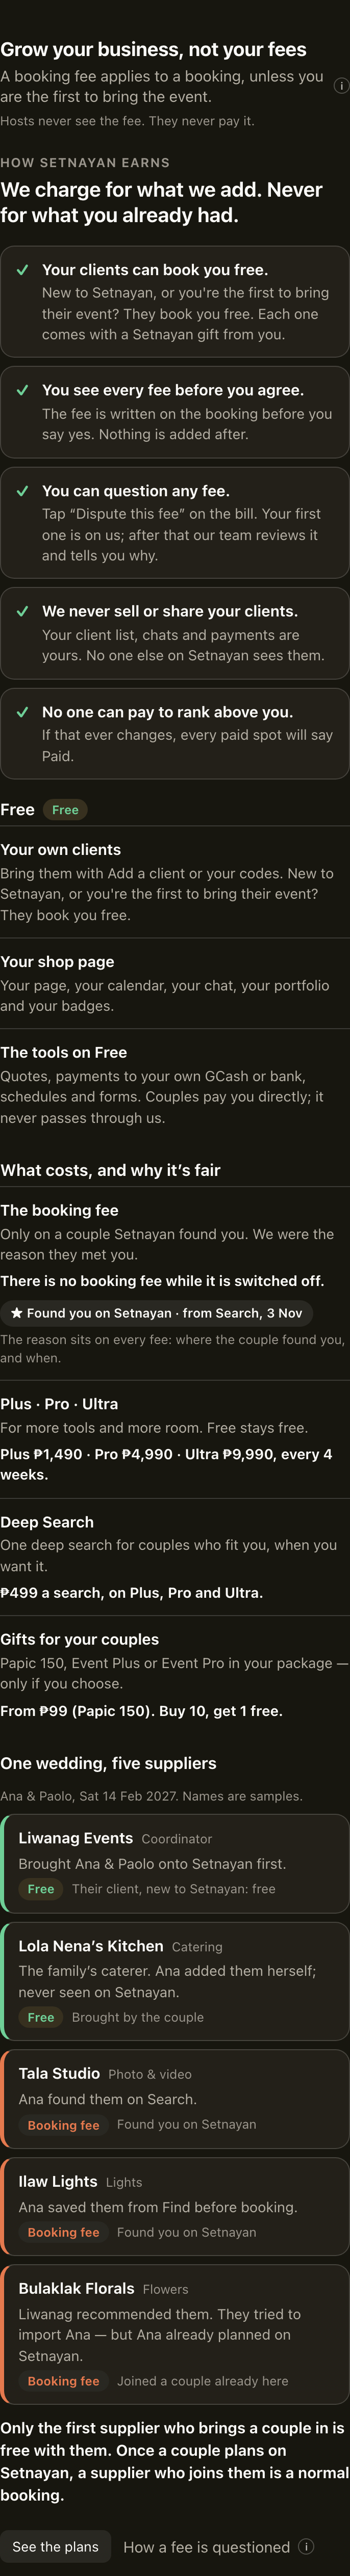 Grow your business, not your fees
A booking fee applies to a booking, unless you
are the first to bring the event.
Hosts never see the fee. They never pay it.
HOW SETNAYAN EARNS
We charge for what we add. Never
for what you already had.
Your clients can book you free.
New to Setnayan, or you're the first to bring
their event? They book you free. Each one
comes with a Setnayan gift from you.
You see every fee before you agree.
The fee is written on the booking before you
say yes. Nothing is added after.
You can question any fee.
Tap “Dispute this fee” on the bill. Your first
one is on us; after that our team reviews it
and tells you why.
We never sell or share your clients.
Your client list, chats and payments are
yours. No one else on Setnayan sees them.
No one can pay to rank above you.
If that ever changes, every paid spot will say
Paid.
Free Free
Your own clients
Bring them with Add a client or your codes. New to
Setnayan, or you're the first to bring their event?
They book you free.
Your shop page
Your page, your calendar, your chat, your portfolio
and your badges.
The tools on Free
Quotes, payments to your own GCash or bank,
schedules and forms. Couples pay you directly; it
never passes through us.
What costs, and why it’s fair
The booking fee
Only on a couple Setnayan found you. We were the
reason they met you.
There is no booking fee while it is switched off.
★ Found you on Setnayan · from Search, 3 Nov
The reason sits on every fee: where the couple found you,
and when.
Plus · Pro · Ultra
For more tools and more room. Free stays free.
Plus ₱1,490 · Pro ₱4,990 · Ultra ₱9,990, every 4
weeks.
Deep Search
One deep search for couples who fit you, when you
want it.
₱499 a search, on Plus, Pro and Ultra.
Gifts for your couples
Papic 150, Event Plus or Event Pro in your package —
only if you choose.
From ₱99 (Papic 150). Buy 10, get 1 free.
One wedding, five suppliers
Ana & Paolo, Sat 14 Feb 2027. Names are samples.
Liwanag Events Coordinator
Brought Ana & Paolo onto Setnayan first.
Free Their client, new to Setnayan: free
Lola Nena’s Kitchen Catering
The family’s caterer. Ana added them herself;
never seen on Setnayan.
Free Brought by the couple
Tala Studio Photo & video
Ana found them on Search.
Booking fee Found you on Setnayan
Ilaw Lights Lights
Ana saved them from Find before booking.
Booking fee Found you on Setnayan
Bulaklak Florals Flowers
Liwanag recommended them. They tried to
import Ana — but Ana already planned on
Setnayan.
Booking fee Joined a couple already here
Only the first supplier who brings a couple in is
free with them. Once a couple plans on
Setnayan, a supplier who joins them is a normal
booking.
See the plans How a fee is questioned